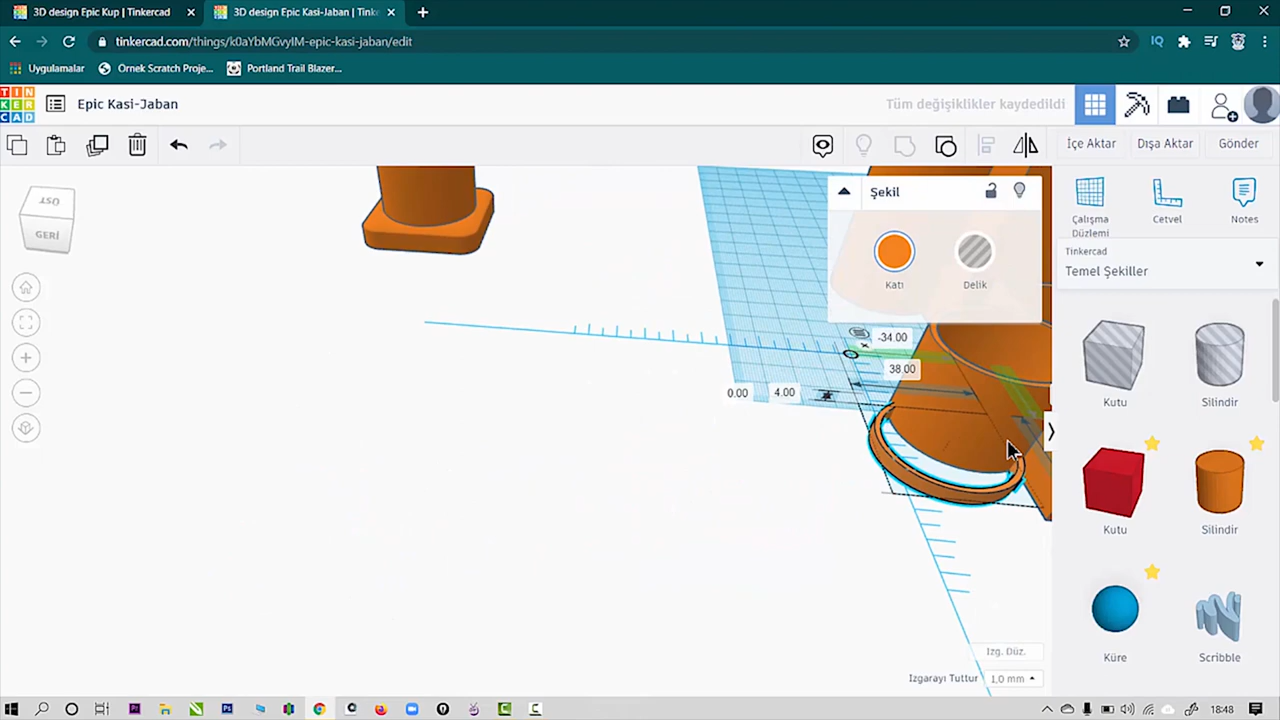 3D design Epic Kup | Tinkercad
3D design Epic Kasi-Jaban | Tinke
tinkercad.com/things/k0aYbMGvyIM-epic-kasi-jaban/edit
IQ
Uygulamalar
Örnek Scratch Proje...
Portland Trail Blazer...
TIN
KER
CAD
Epic Kasi-Jaban
Tüm değişiklikler kaydedildi
İçe Aktar
Dışa Aktar
Gönder
ÜST
GERİ
Şekil
Katı
Delik
Çalışma
Düzlemi
Cetvel
Notes
Tinkercad
Temel Şekiller
-34.00
38.00
0.00
4.00
Kutu
Silindir
Kutu
Silindir
Küre
Scribble
Izg. Düz.
Izgarayı Tuttur
1,0 mm
18:48